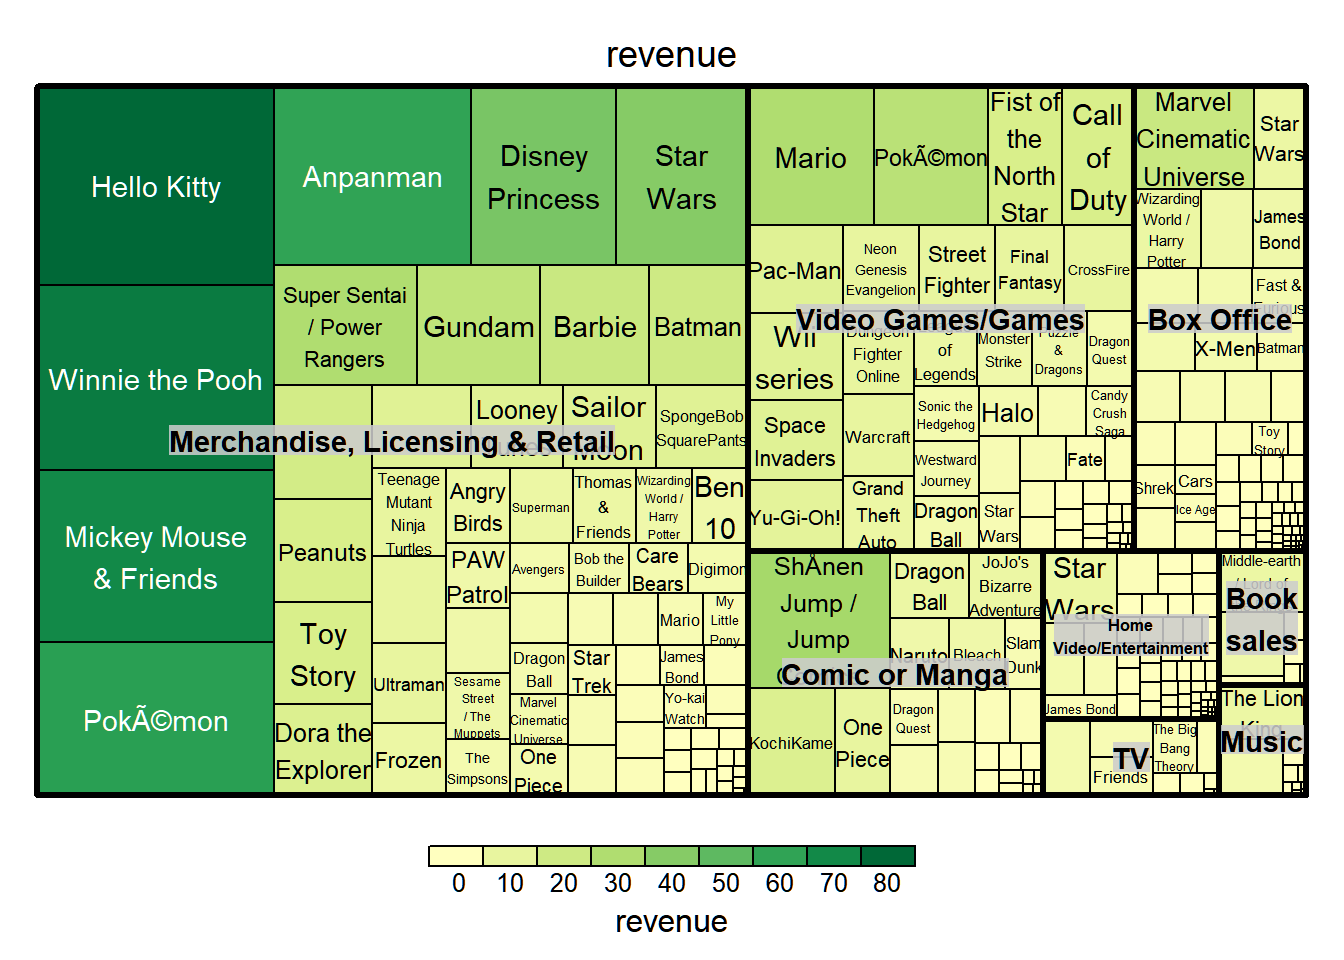 revenue
Hello Kitty
Winnie the Pooh
Mickey Mouse
& Friends
PokÃ©mon
Anpanman
Disney
Princess
Star
Wars
Super Sentai
/ Power
Rangers
Gundam
Barbie
Batman
Looney
Sailor
Moon
SpongeBob
SquarePants
Merchandise, Licensing & Retail
Peanuts
Toy
Story
Dora the
Explorer
Teenage
Mutant
Ninja
Turtles
Ultraman
Frozen
Angry
Birds
PAW
Patrol
Sesame
Street
/ The
Muppets
The
Simpsons
Superman
Thomas
&
Friends
Wizarding
World /
Harry
Potter
Ben
10
Avengers
Bob the
Builder
Care
Bears
Digimon
Mario
My
Little
Pony
Dragon
Ball
Star
Trek
James
Bond
Marvel
Cinematic
Universe
Yo-kai
Watch
One
Piece
Mario
PokÃ©mon
Fist of
the
North
Star
Call
of
Duty
Pac-Man
Neon
Genesis
Evangelion
Street
Fighter
Final
Fantasy
CrossFire
Video Games/Games
Wii
series
Dungeon
Fighter
Online
of
Legends
Monster
Strike
Puzzle
&
Dragons
Dragon
Quest
Space
Invaders
Warcraft
Sonic the
Hedgehog
Halo
Candy
Crush
Saga
Yu-Gi-Oh!
Grand
Theft
Auto
Westward
Journey
Fate
Dragon
Ball
Star
Wars
Marvel
Cinematic
Universe
Star
Wars
Wizarding
World /
Harry
Potter
James
Bond
Fast &
Furious
Box Office
X-Men
Batman
Toy
Story
Shrek
Cars
Ice Age
ShÅnen
Jump /
Jump
Dragon
Ball
JoJo's
Bizarre
Adventure
Naruto
Bleach
Slam
Dunk
Comic or Manga
KochiKame
One
Piece
Dragon
Quest
Star
Wars
Home
Video/Entertainment
James Bond
Middle-earth
/ Lord of
Book
sales
The Lion
King
Music
The Big
Bang
Theory
TV
Friends
0 10 20 30 40 50 60 70 80
revenue